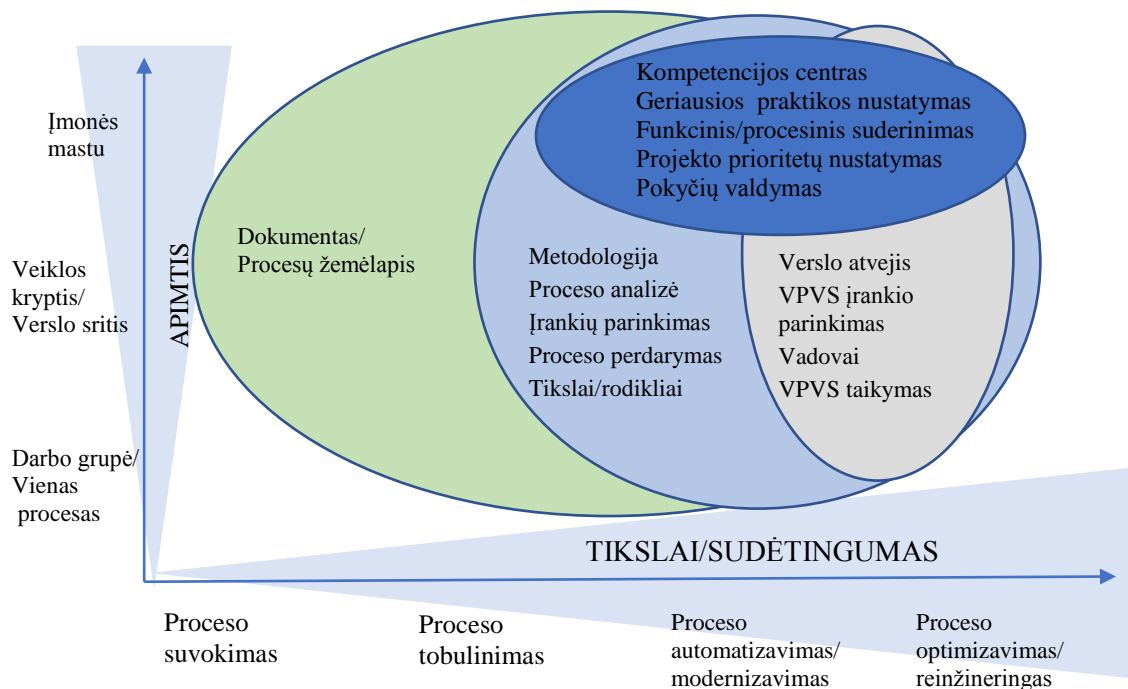 Įmonės
mastu
Veiklos
kryptis/
Verslo sritis
Darbo grupė/
Vienas
procesas
APIMTIS
Dokumentas/
Procesų žemėlapis
Kompetencijos centras
Geriausios praktikos nustatymas
Funkcinis/procesinis suderinimas
Projekto prioritetų nustatymas
Pokyčių valdymas
Metodologija
Proceso analizė
Įrankių parinkimas
Proceso perdarymas
Tikslai/rodikliai
Verslo atvejis
VPVS įrankio
parinkimas
Vadovai
VPVS taikymas
TIKSLAI/SUDĖTINGUMAS
Proceso
suvokimas
Proceso
tobulinimas
Proceso
automatizavimas/
modernizavimas
Proceso
optimizavimas/
reinžineringas